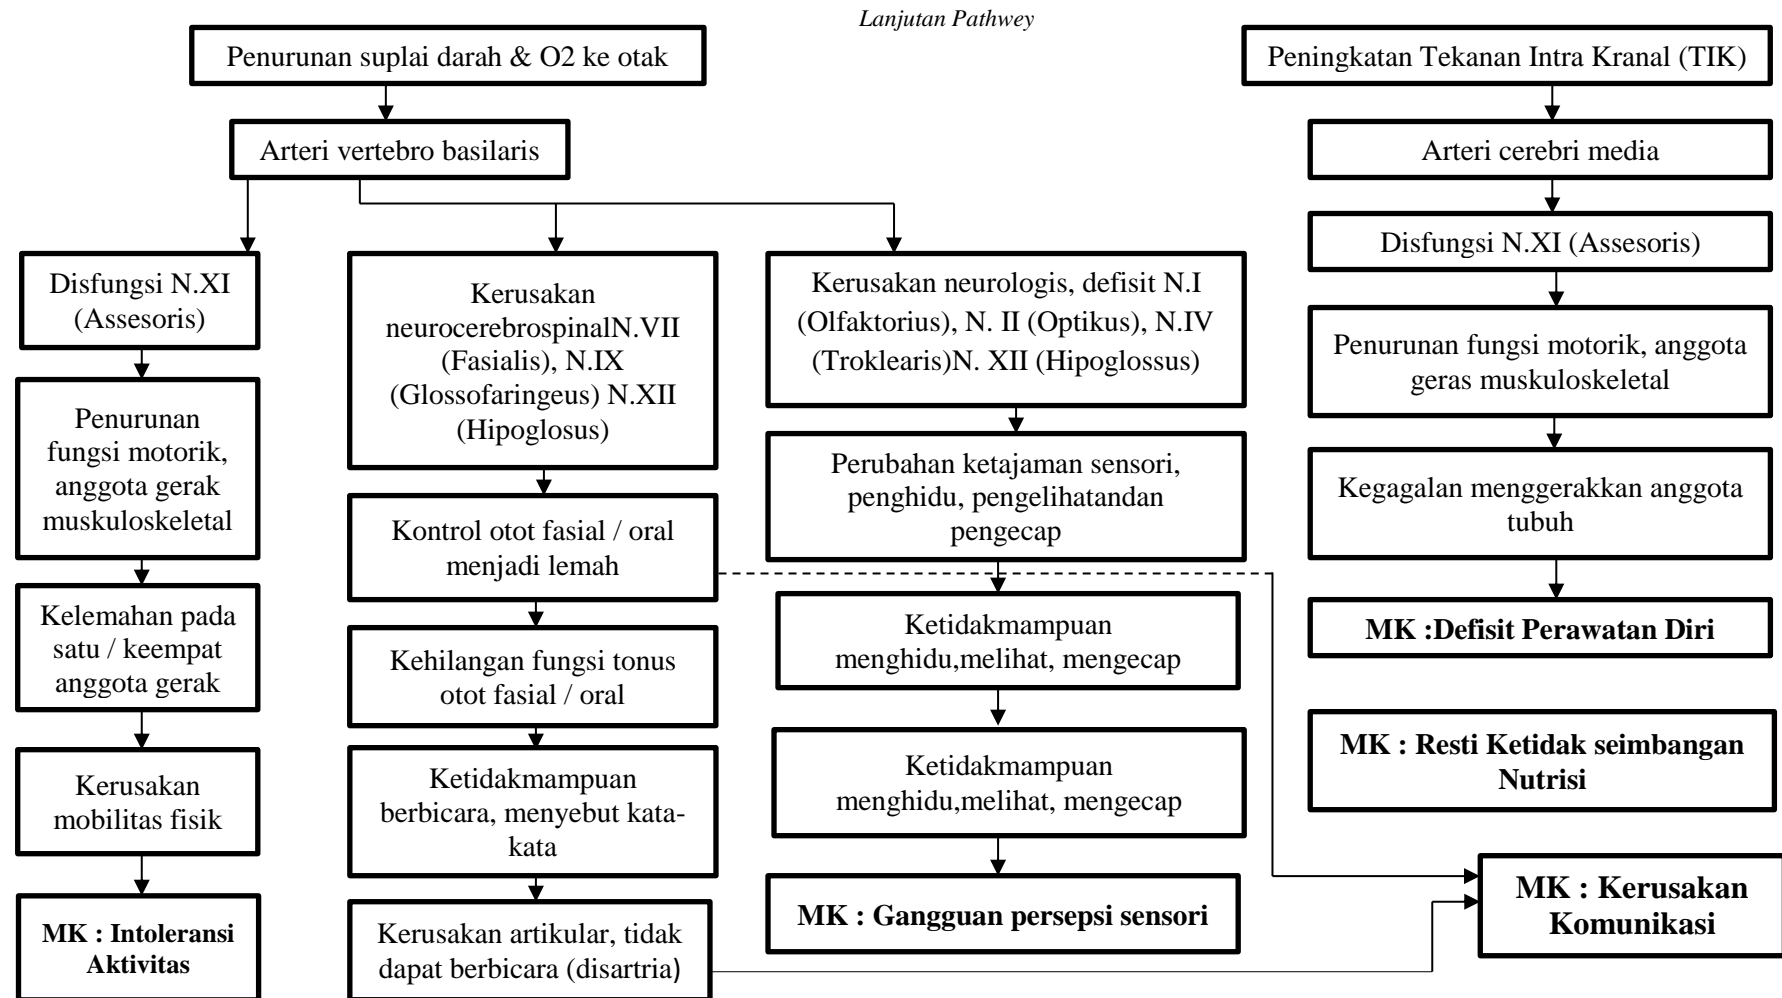 Lanjutan Pathwey
Penurunan suplai darah & O2 ke otak
Arteri vertebro basilaris
Disfungsi N.XI
(Assesoris)
Penurunan
fungsi motorik,
anggota gerak
muskuloskeletal
Kelemahan pada
satu / keempat
anggota gerak
Kerusakan
mobilitas fisik
MK : Intoleransi
Aktivitas
Kerusakan
neurocerebrospinalN.VII
(Fasialis), N.IX
(Glossofaringeus) N.XII
(Hipoglosus)
Kontrol otot fasial / oral
menjadi lemah
Kehilangan fungsi tonus
otot fasial / oral
Ketidakmampuan
berbicara, menyebut kata-
kata
Kerusakan artikular, tidak
dapat berbicara (disartria)
Kerusakan neurologis, defisit N.I
(Olfaktorius), N. II (Optikus), N.IV
(Troklearis)N. XII (Hipoglossus)
Perubahan ketajaman sensori,
penghidu, pengelihatandan
pengecap
Ketidakmampuan
menghidu,melihat, mengecap
Ketidakmampuan
menghidu,melihat, mengecap
MK : Gangguan persepsi sensori
Peningkatan Tekanan Intra Kranal (TIK)
Arteri cerebri media
Disfungsi N.XI (Assesoris)
Penurunan fungsi motorik, anggota
geras muskuloskeletal
Kegagalan menggerakkan anggota
tubuh
MK :Defisit Perawatan Diri
MK : Resti Ketidak seimbangan
Nutrisi
MK : Kerusakan
Komunikasi